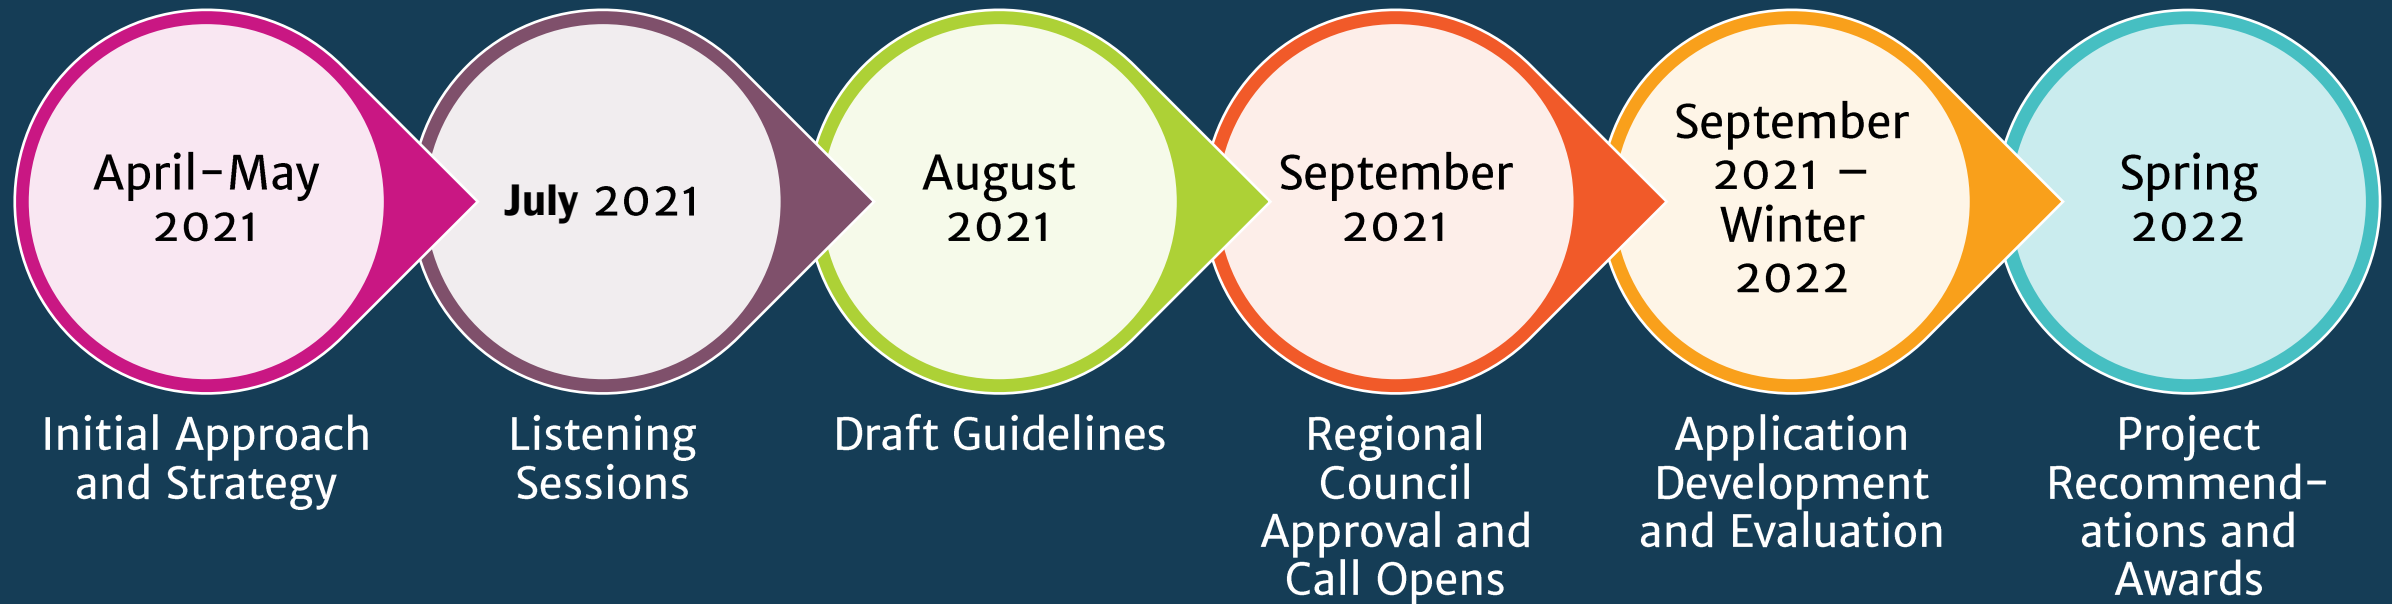 April-May
2021
July 2021
August
2021
September
2021
September
2021 –
Winter
2022
Spring
2022
Initial Approach
and Strategy
Listening
Sessions
Draft Guidelines
Regional
Council
Approval and
Call Opens
Application
Development
and Evaluation
Project
Recommend-
ations and
Awards